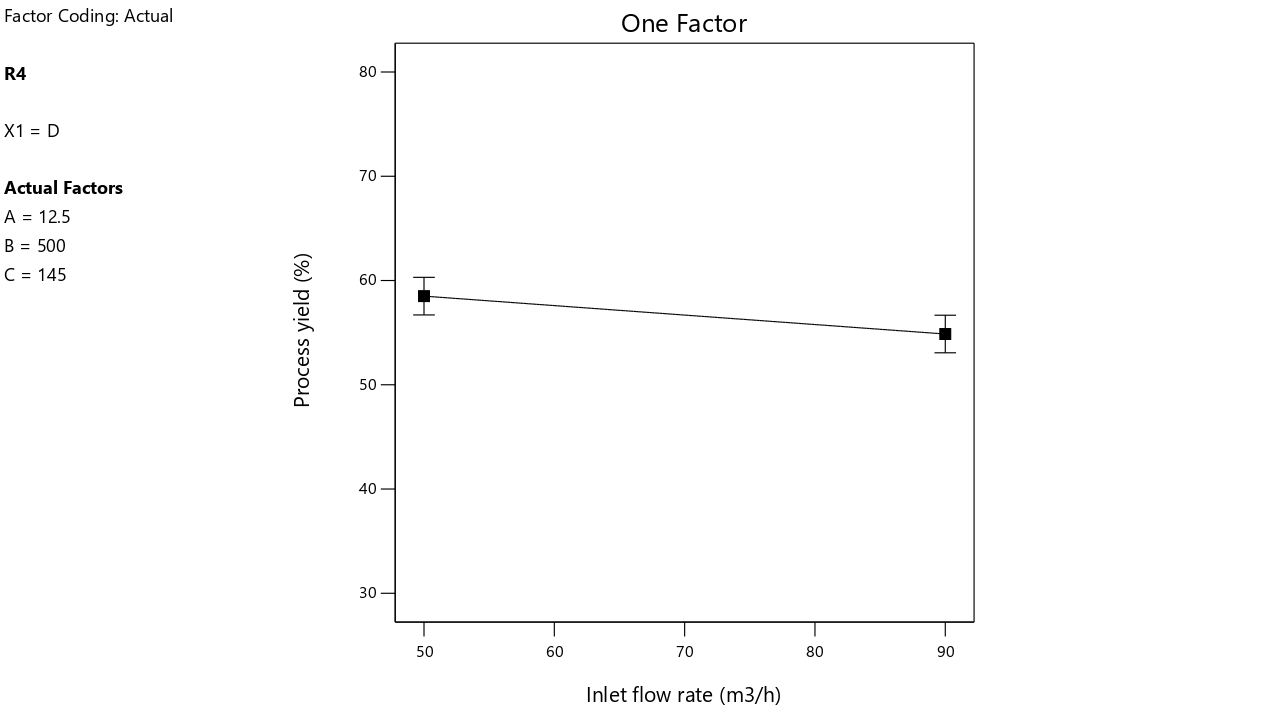 Factor Coding: Actual
R4
X1 = D
Actual Factors
A = 12.5
B = 500
C = 145
One Factor
Process yield (%)
80
70
60
50
40
30
50 60 70 80 90
Inlet flow rate (m3/h)